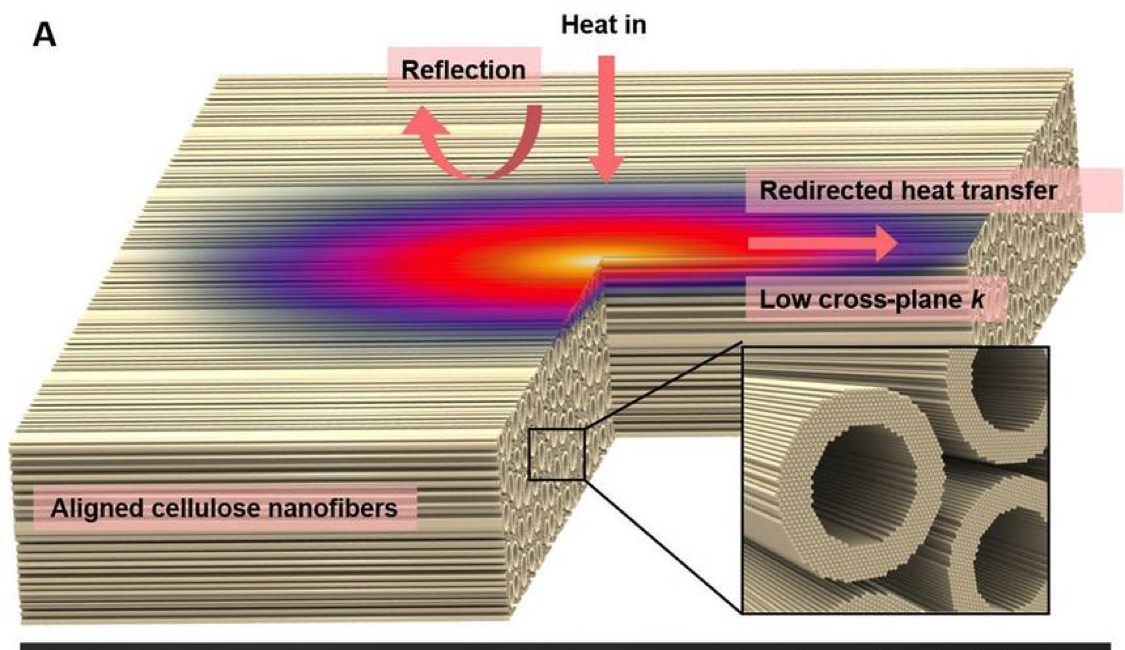 A
Heat in
Reflection
Redirected heat transfer
Low cross-plane k
Aligned cellulose nanofibers